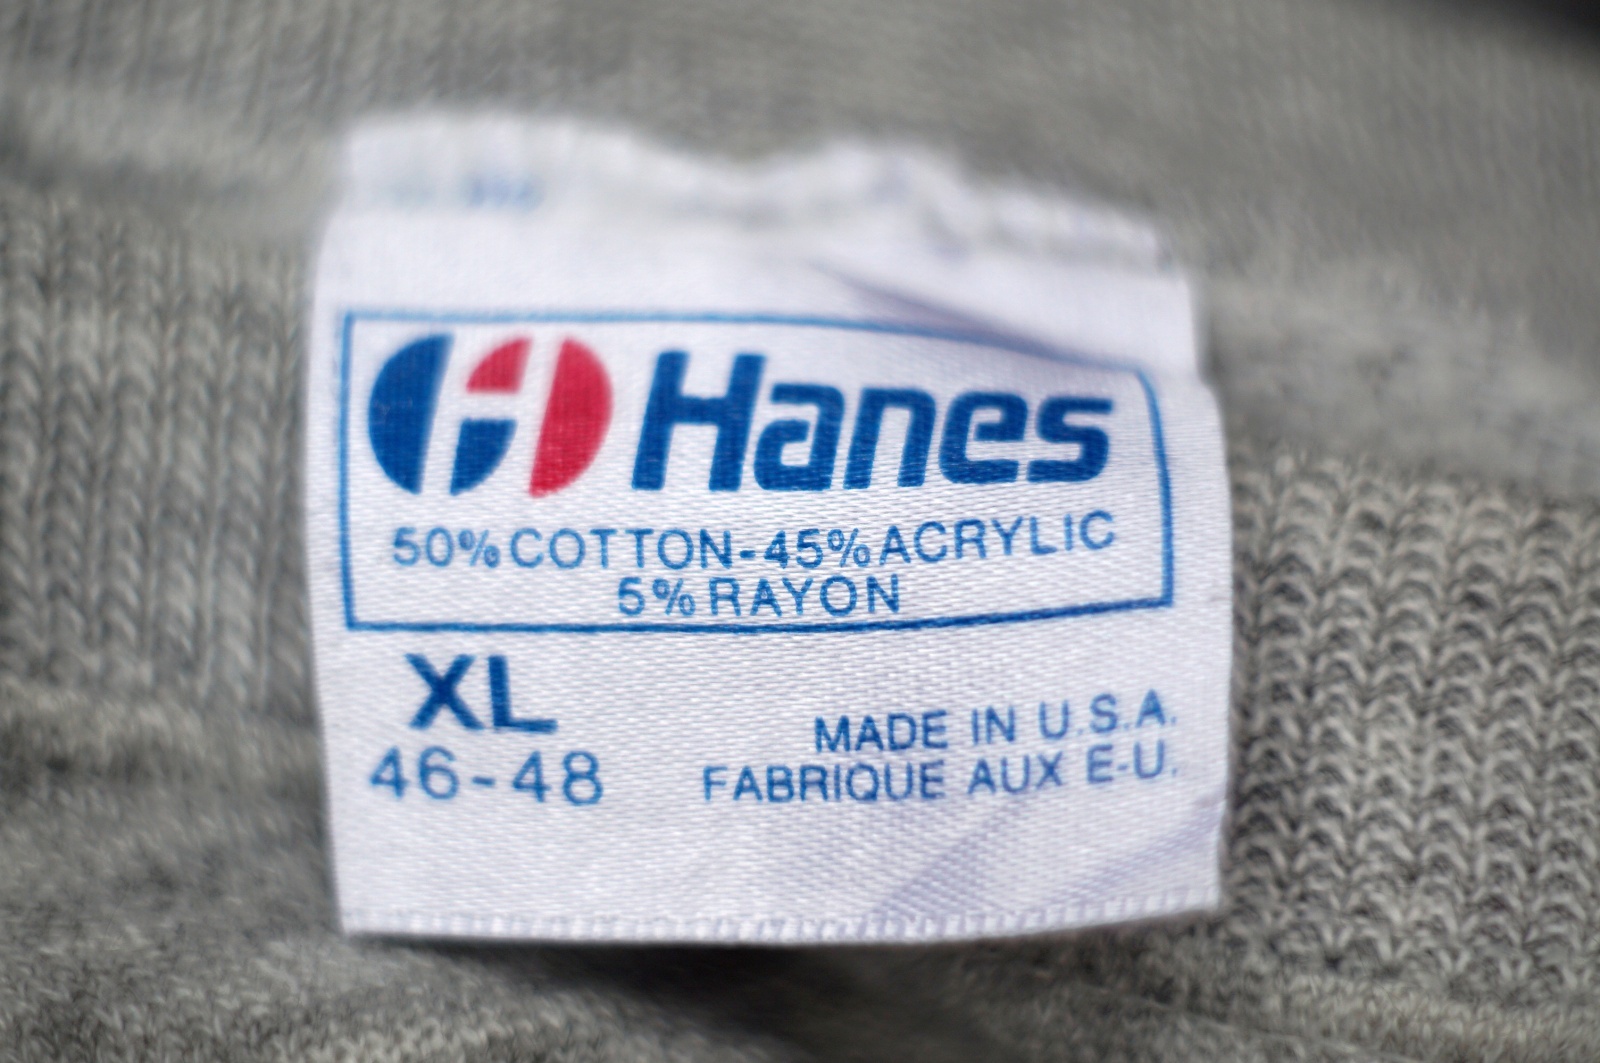 Hanes
50% COTTON-45% ACRYLIC
5% RAYON
XL
46-48
MADE IN U.S.A.
FABRIQUE AUX E-U.